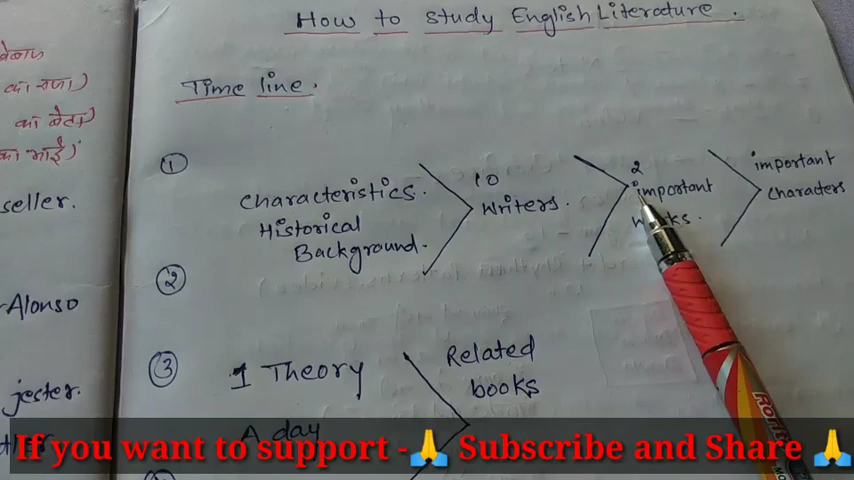 How to study English Literature.
बेनाम
का राजा)
का बेटा)
का भाई)
seller.
-Alonso
jester.
Time line.
①
Characteristics.
Historical
Background.
10
Writers.
2
important
important
characters
②
③
1 Theory
A day
Related
books
If you want to support -🙏 Subscribe and Share 🙏